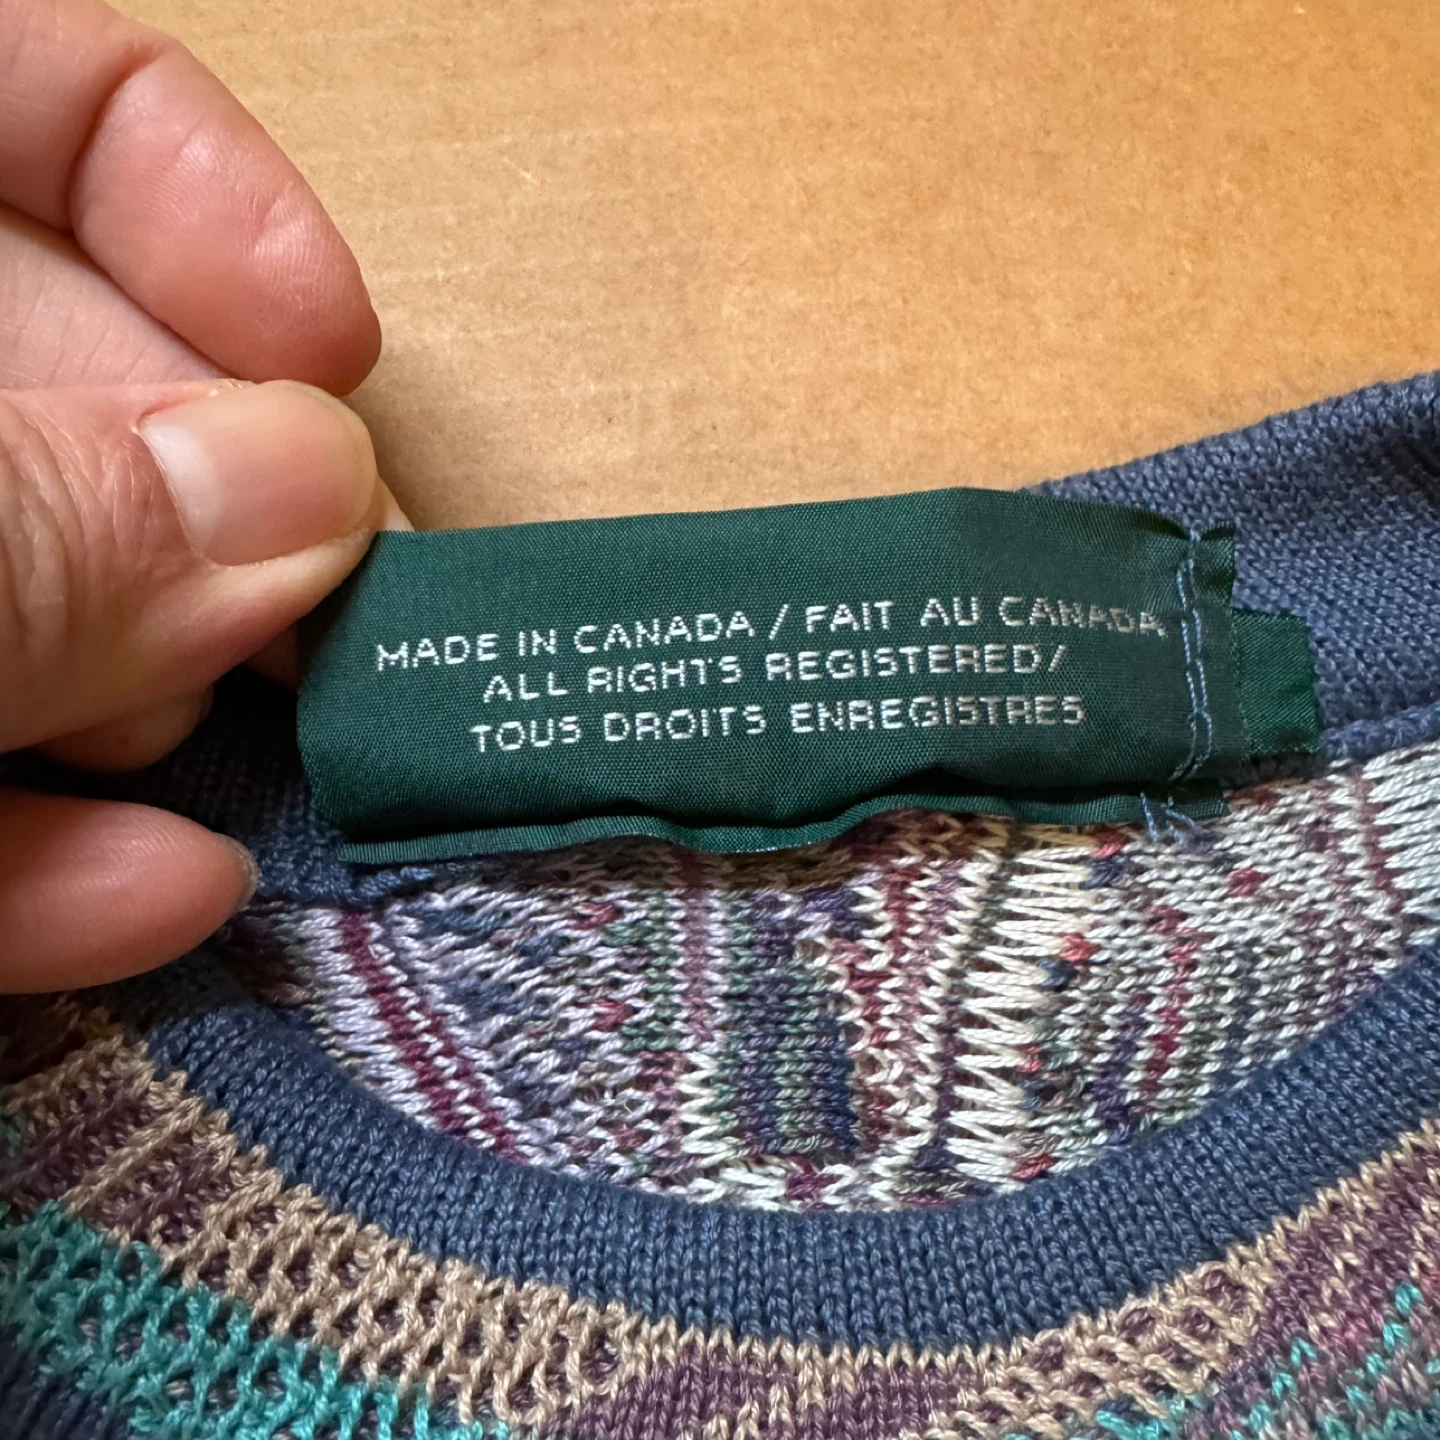 MADE IN CANADA / FAIT AU CANADA
ALL RIGHTS REGISTERED/
TOUS DROITS ENREGISTRES